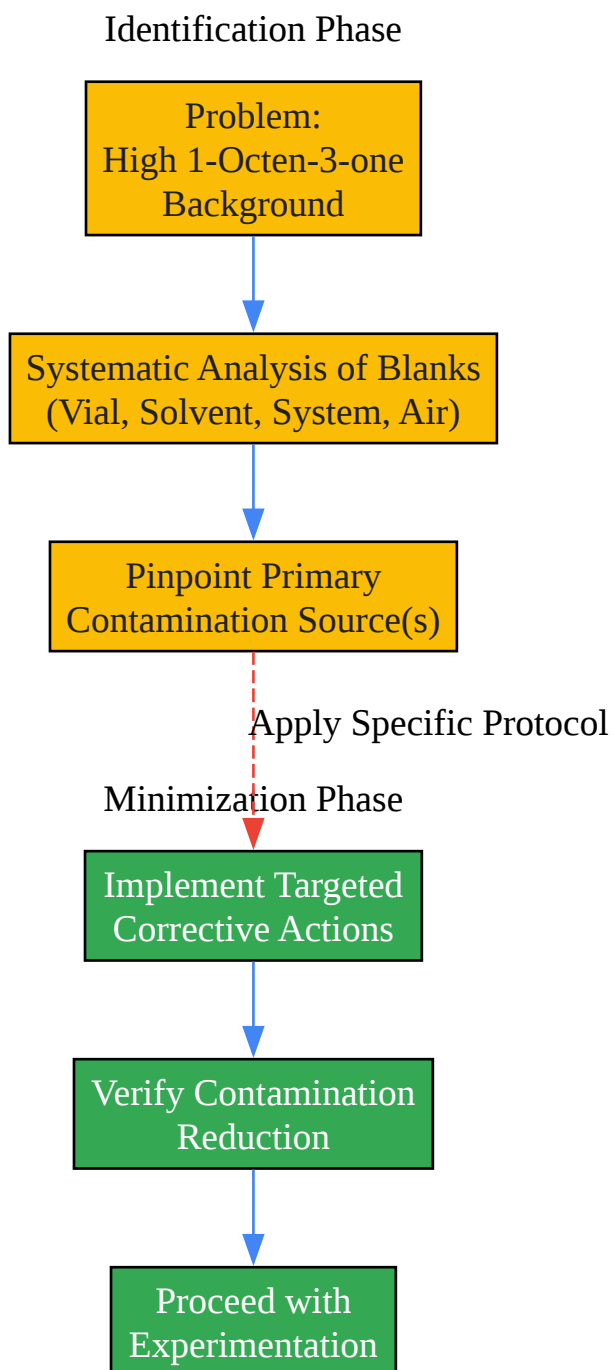 Identification Phase
Problem:
High 1-Octen-3-one
Background
Systematic Analysis of Blanks
(Vial, Solvent, System, Air)
Pinpoint Primary
Contamination Source(s)
Apply Specific Protocol
Minimization Phase
Implement Targeted
Corrective Actions
Verify Contamination
Reduction
Proceed with
Experimentation